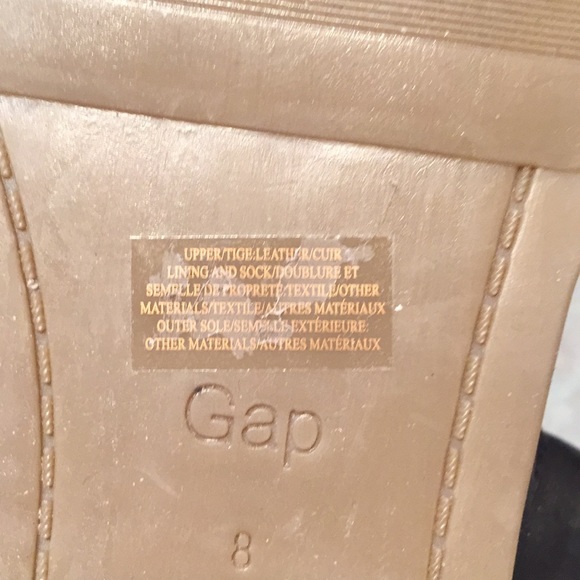 UPPER/TIGE:LEATHER/CUIR
LINING AND SOCK/DOUBLURE ET
SEMELLE DE PROPRETÉ:TEXTILE/OTHER
MATERIALS/TEXTILE/AUTRES MATÉRIAUX
OUTER SOLE/SEMELLE EXTÉRIEURE:
OTHER MATERIALS/AUTRES MATÉRIAUX
Gap
8